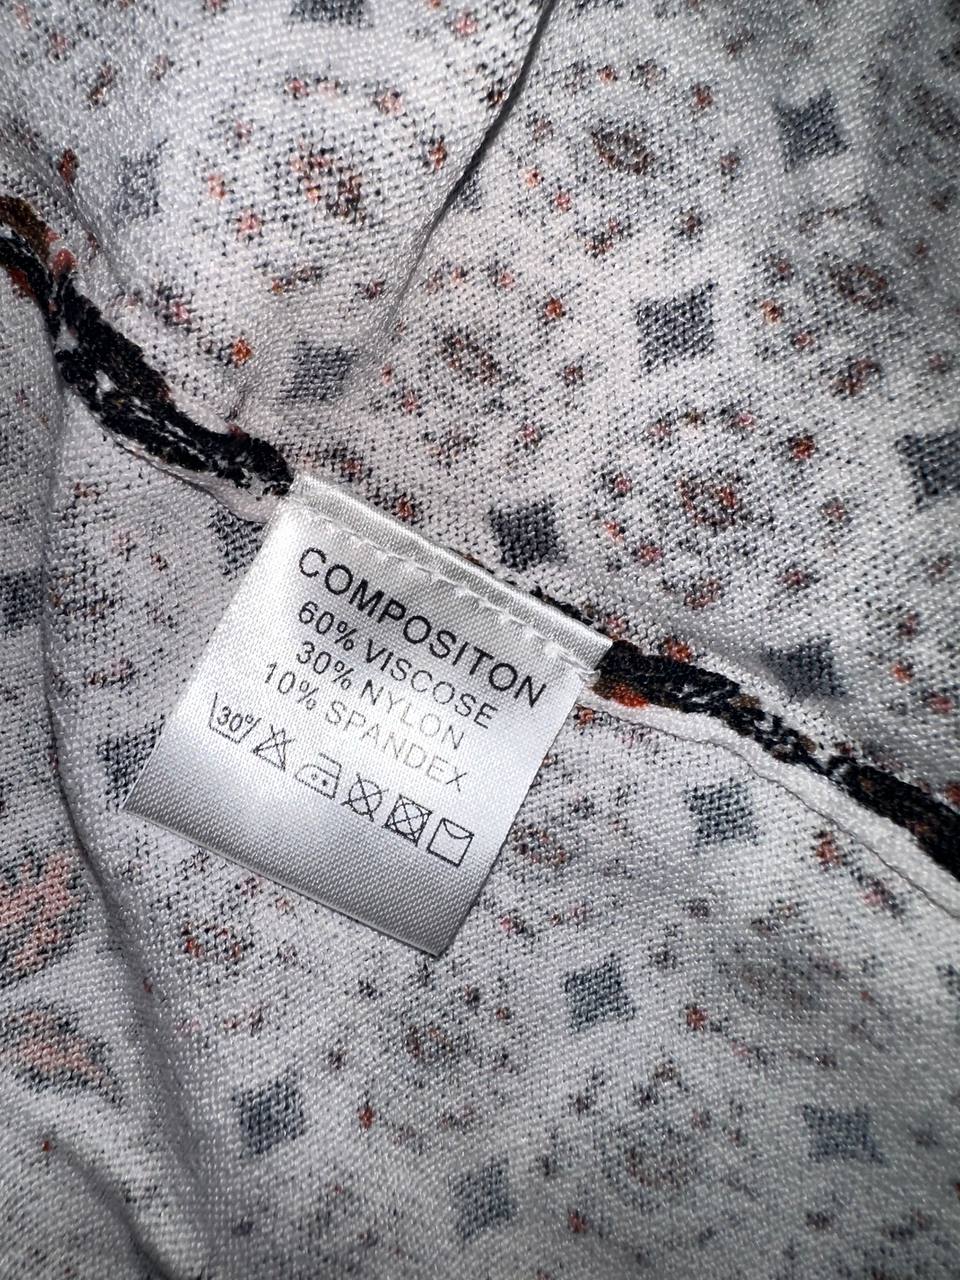 COMPOSITON
60% VISCOSE
30% NYLON
10% SPANDEX
30°